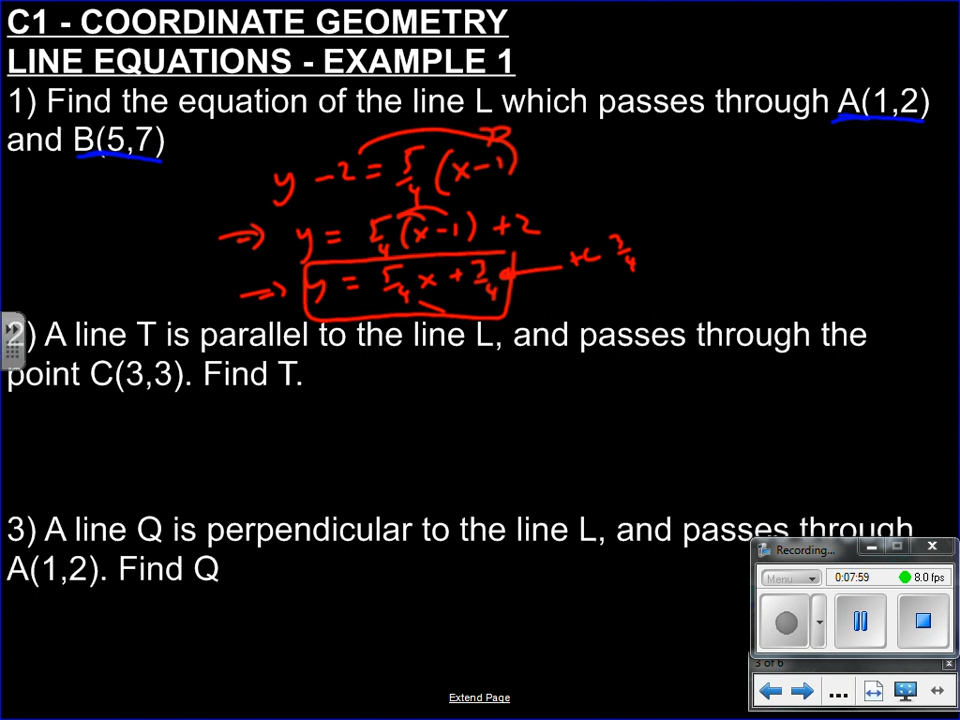 C1 - COORDINATE GEOMETRY
LINE EQUATIONS - EXAMPLE 1
1) Find the equation of the line L which passes through A(1,2)
and B(5,7)
y - 2 = 5/4 (x - 1)
⇒ y = 5/4 (x - 1) + 2
⇒ y = 5/4 x + 3/4 ← +c 3/4
2) A line T is parallel to the line L, and passes through the
point C(3,3). Find T.
3) A line Q is perpendicular to the line L, and passes through
A(1,2). Find Q
Recording...
Menu
0:07:59
8.0 fps
3 of 6
...
Extend Page